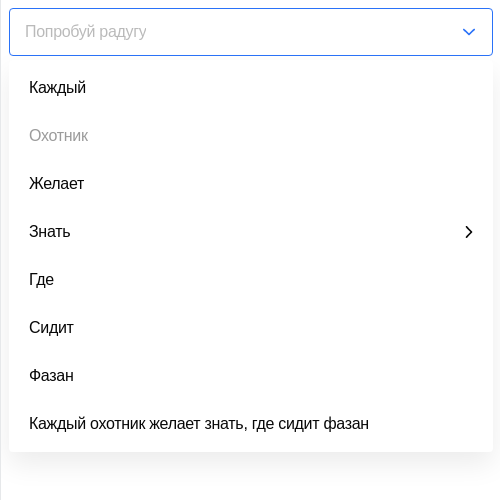 Попробуй радугу
Каждый
Охотник
Желает
Знать
Где
Сидит
Фазан
Каждый охотник желает знать, где сидит фазан